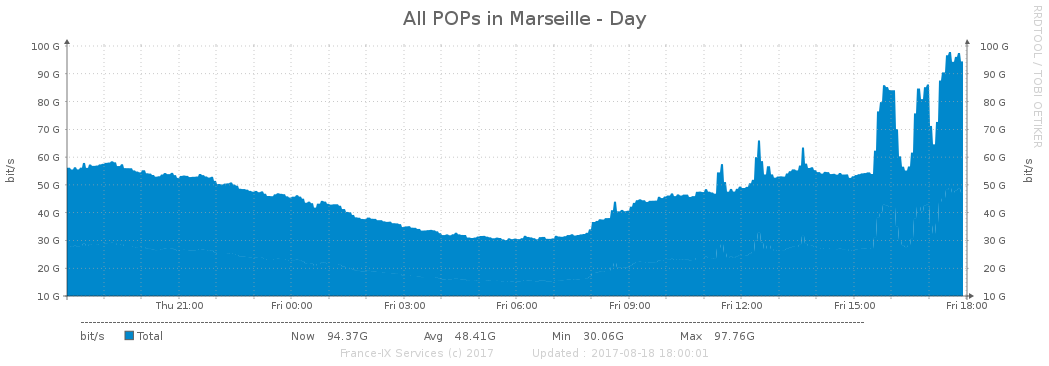 All POPs in Marseille - Day
RRDTOOL / TOBI OETIKER
bit/s
bit/s
100 G 100 G
90 G 90 G
80 G 80 G
70 G 70 G
60 G 60 G
50 G 50 G
40 G 40 G
30 G 30 G
20 G 20 G
10 G 10 G
Thu 21:00 Fri 00:00 Fri 03:00 Fri 06:00 Fri 09:00 Fri 12:00 Fri 15:00 Fri 18:00
bit/s Total Now 94.37G Avg 48.41G Min 30.06G Max 97.76G
France-IX Services (c) 2017 Updated : 2017-08-18 18:00:01